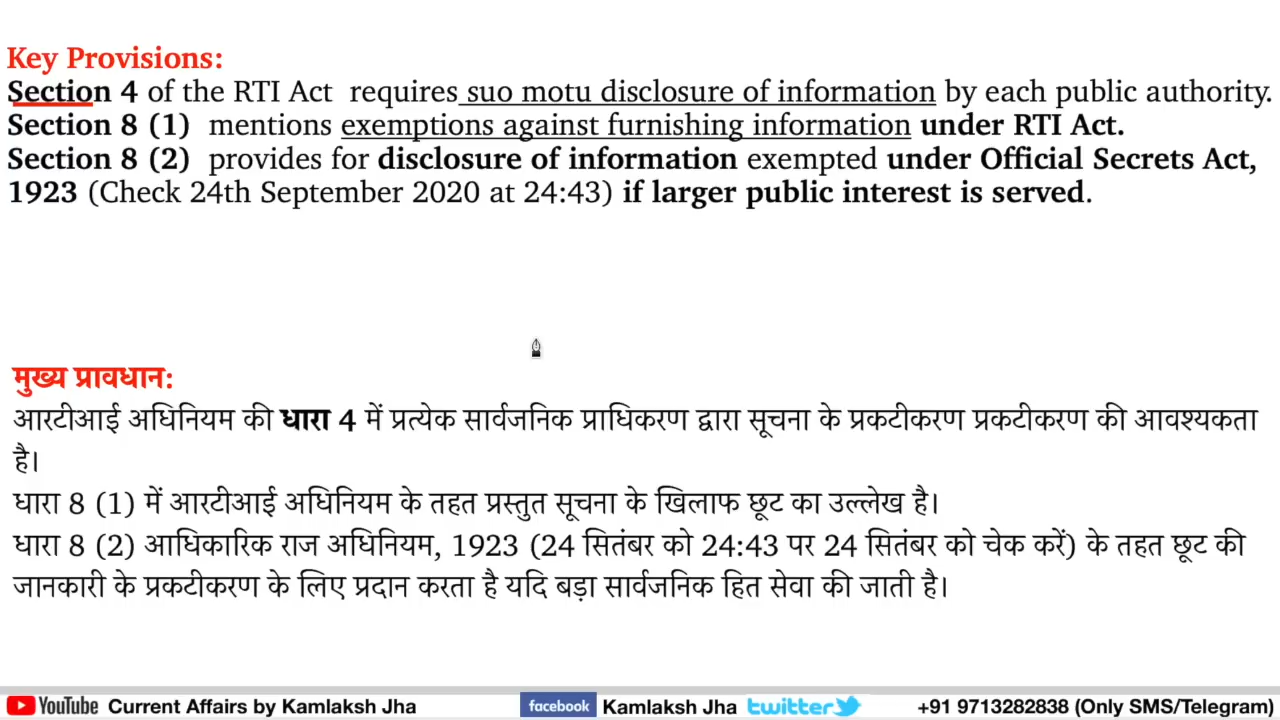 Key Provisions:
Section 4 of the RTI Act requires suo motu disclosure of information by each public authority.
Section 8 (1) mentions exemptions against furnishing information under RTI Act.
Section 8 (2) provides for disclosure of information exempted under Official Secrets Act,
1923 (Check 24th September 2020 at 24:43) if larger public interest is served.
मुख्य प्रावधान:
आरटीआई अधिनियम की धारा 4 में प्रत्येक सार्वजनिक प्राधिकरण द्वारा सूचना के प्रकटीकरण प्रकटीकरण की आवश्यकता
है।
धारा 8 (1) में आरटीआई अधिनियम के तहत प्रस्तुत सूचना के खिलाफ छूट का उल्लेख है।
धारा 8 (2) आधिकारिक राज अधिनियम, 1923 (24 सितंबर को 24:43 पर 24 सितंबर को चेक करें) के तहत छूट की
जानकारी के प्रकटीकरण के लिए प्रदान करता है यदि बड़ा सार्वजनिक हित सेवा की जाती है।
YouTube Current Affairs by Kamlaksh Jha facebook Kamlaksh Jha twitter +91 9713282838 (Only SMS/Telegram)